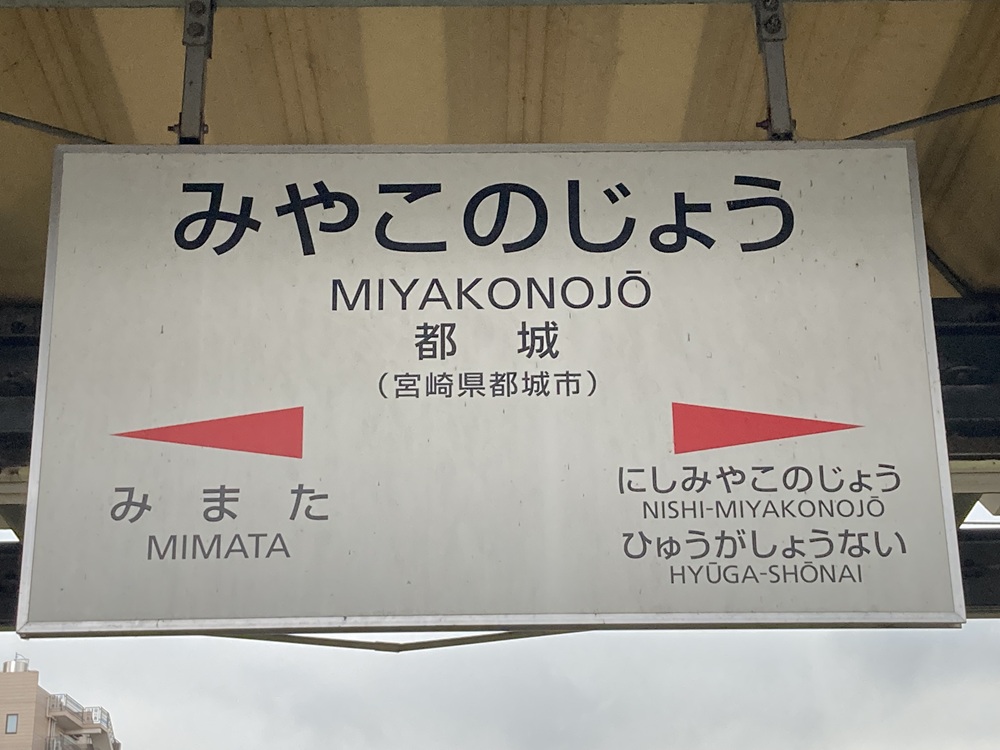 みやこのじょう
MIYAKONOJŌ
都城
（宮崎県都城市）
みまた
MIMATA
にしみやこのじょう
NISHI-MIYAKONOJŌ
ひゅうがしょうない
HYŪGA-SHŌNAI